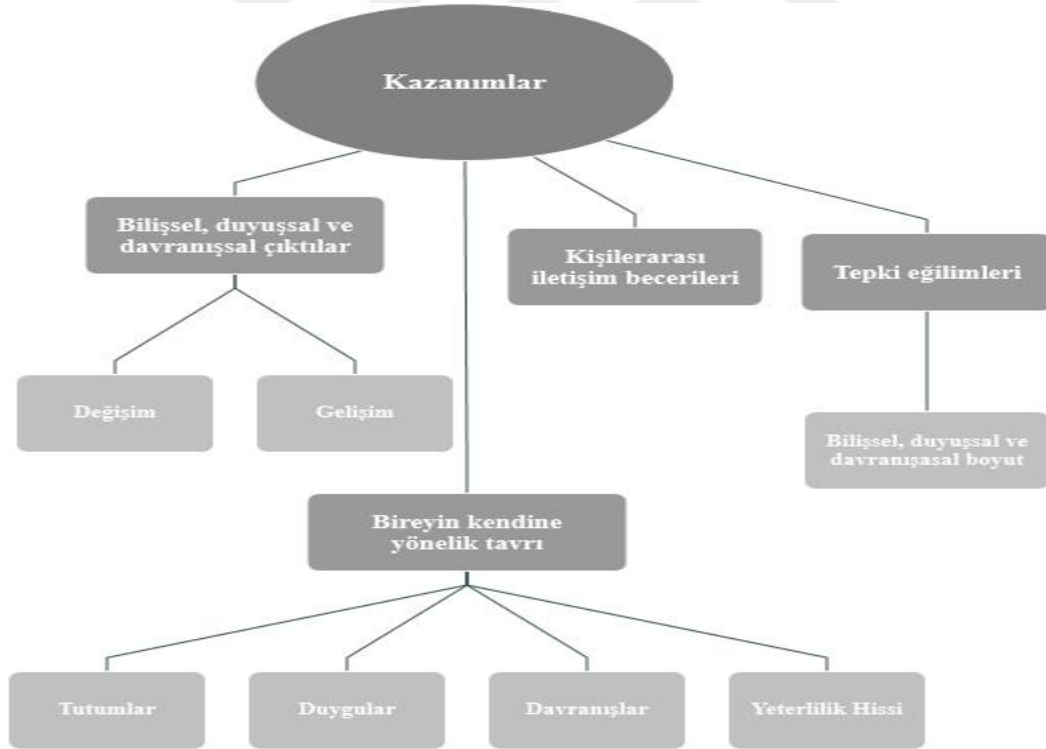 Kazanımlar
Bilişsel, duyuşsal ve
davranışsal çıktılar
Kişilerarası
iletişim becerileri
Tepki eğilimleri
Değişim
Gelişim
Bilişsel, duyuşsal ve
davranışasal boyut
Bireyin kendine
yönelik tavrı
Tutumlar
Duygular
Davranışlar
Yeterlilik Hissi